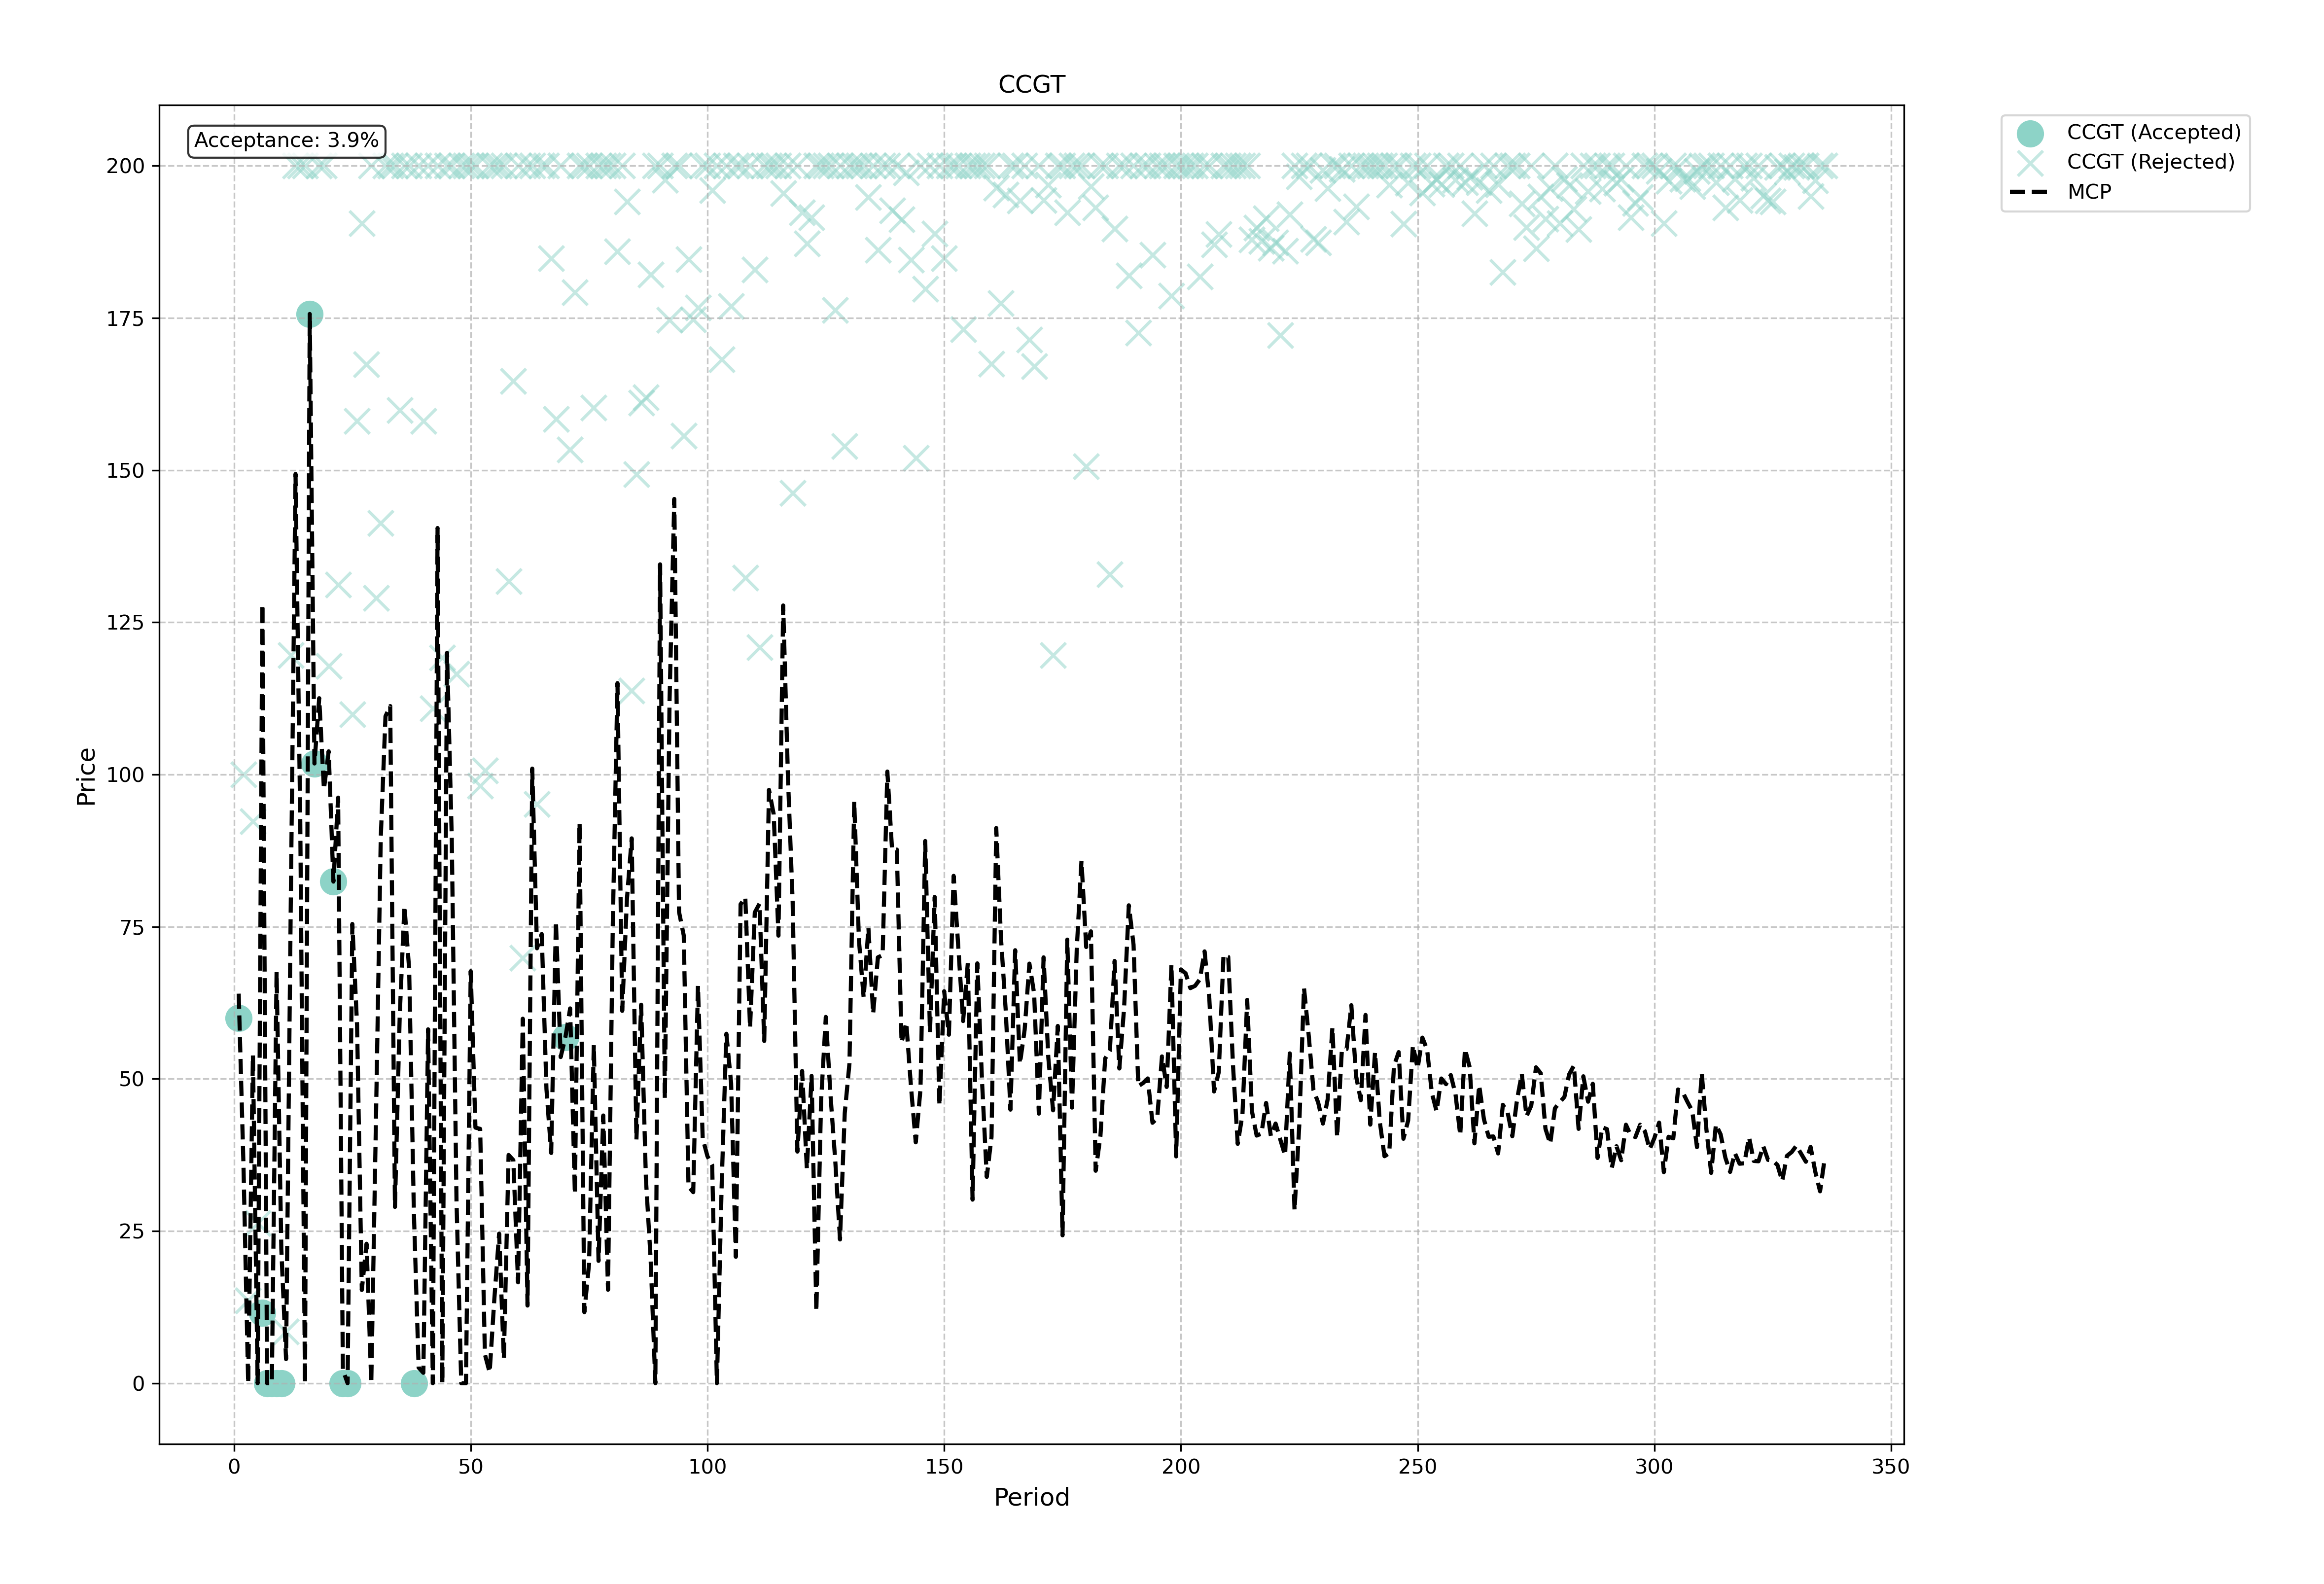 CCGT
Acceptance: 3.9%
CCGT (Accepted)
CCGT (Rejected)
MCP
200
175
150
125
100
75
50
25
0
Price
0 50 100 150 200 250 300 350
Period